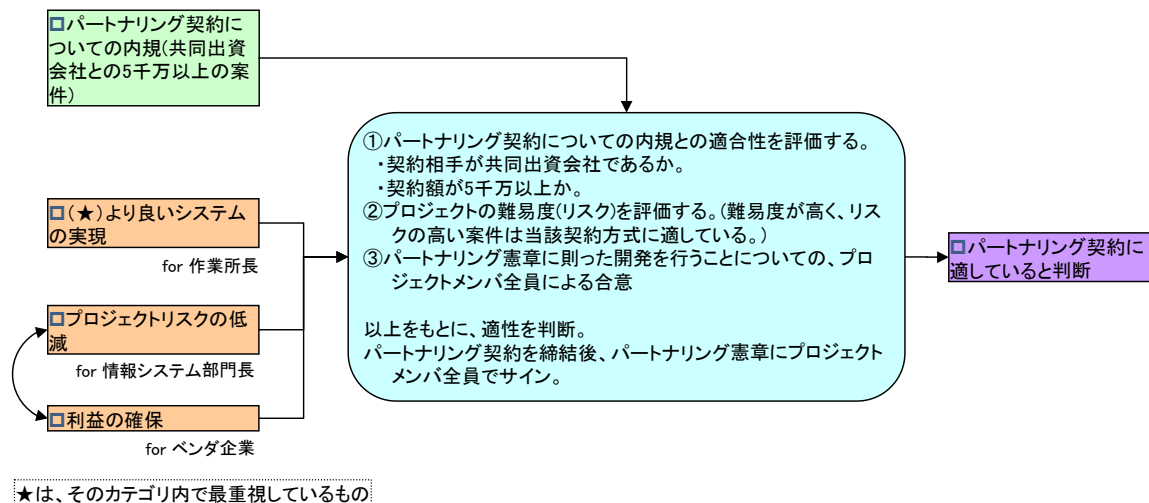 □パートナリング契約に
ついての内規(共同出資
会社との5千万以上の案
件)
①パートナリング契約についての内規との適合性を評価する。
・契約相手が共同出資会社であるか。
・契約額が5千万以上か。
②プロジェクトの難易度(リスク)を評価する。(難易度が高く、リス
クの高い案件は当該契約方式に適している。)
③パートナリング憲章に則った開発を行うことについての、プロ
ジェクトメンバ全員による合意
以上をもとに、適性を判断。
パートナリング契約を締結後、パートナリング憲章にプロジェクト
メンバ全員でサイン。
□(★)より良いシステム
の実現
for 作業所長
□プロジェクトリスクの低
減
for 情報システム部門長
□利益の確保
for ベンダ企業
□パートナリング契約に
適していると判断
★は、そのカテゴリ内で最重視しているもの